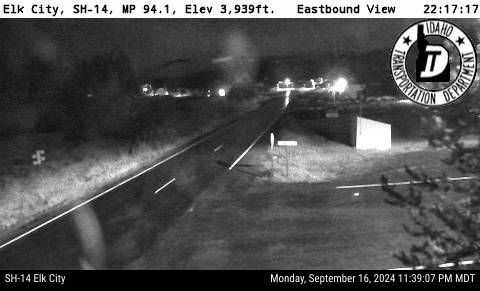 Elk City, SH-14, MP 94.1, Elev 3,939ft. Eastbound View 22:17:17
IDAHO
TRANSPORTATION DEPARTMENT
SH-14 Elk City Monday, September 16, 2024 11:39:07 PM MDT